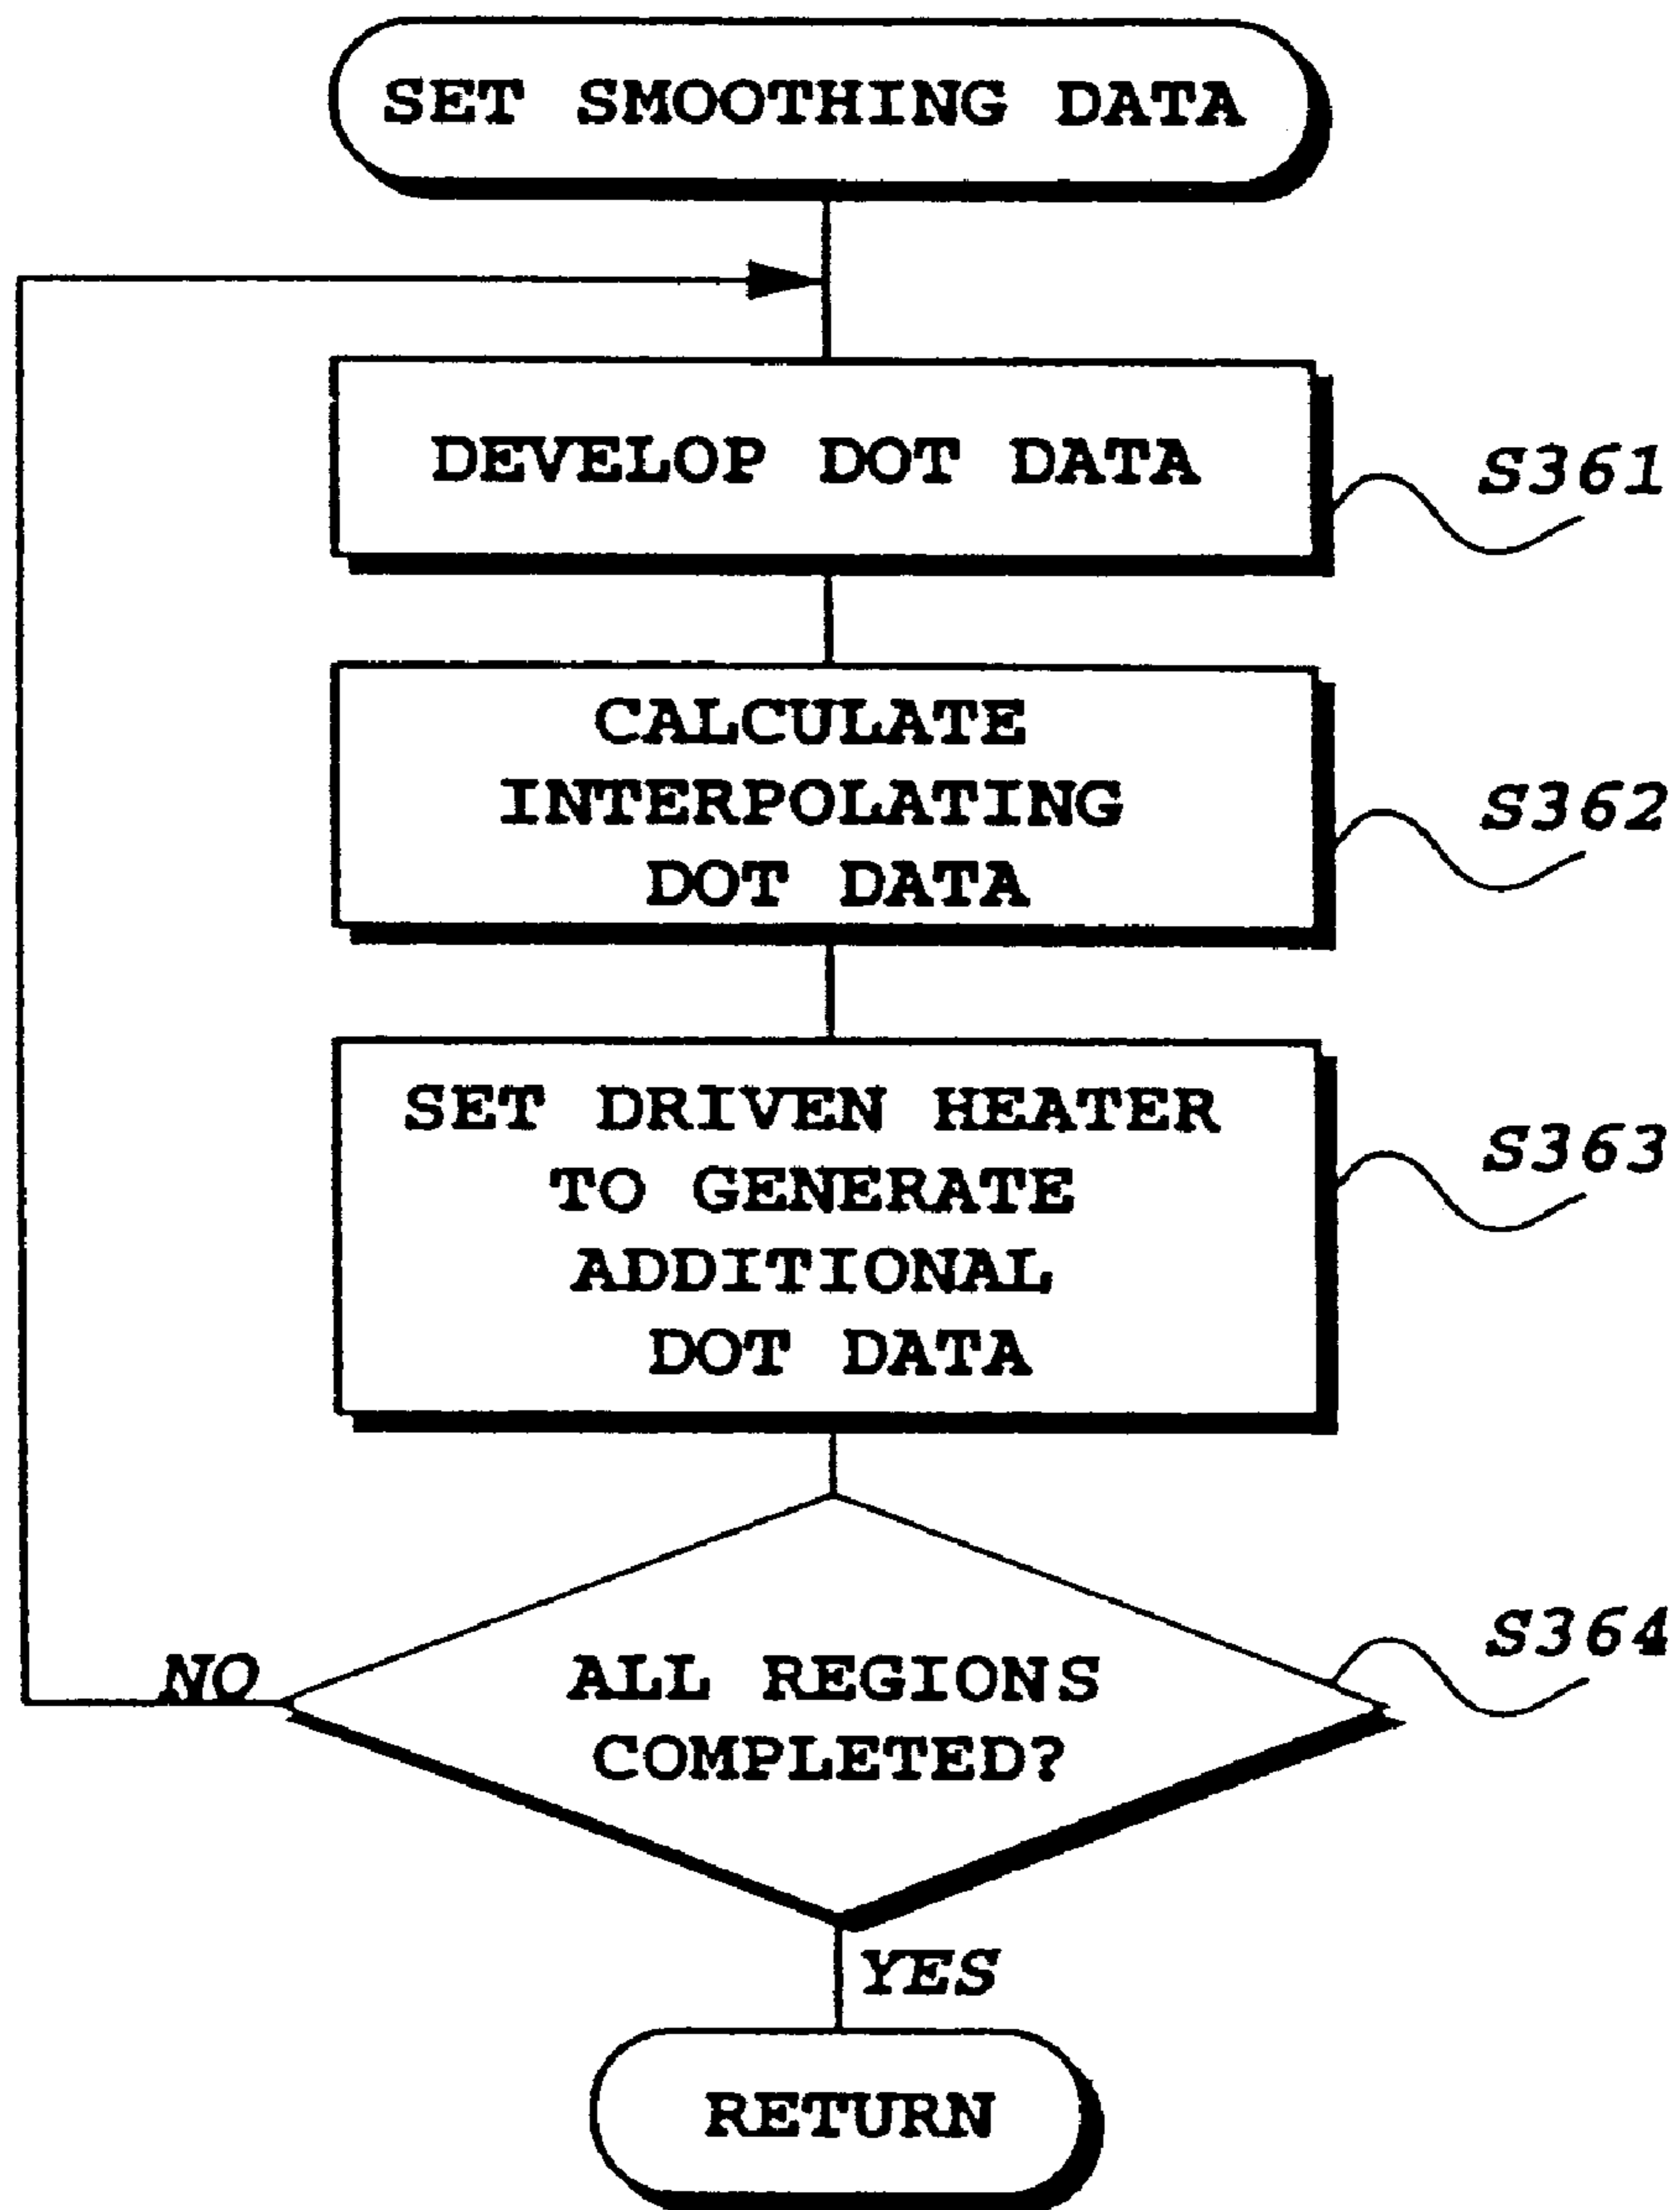 SET SMOOTHING DATA
DEVELOP DOT DATA
S361
CALCULATE
INTERPOLATING
DOT DATA
S362
SET DRIVEN HEATER
TO GENERATE
ADDITIONAL
DOT DATA
S363
ALL REGIONS
COMPLETED?
S364
NO
YES
RETURN